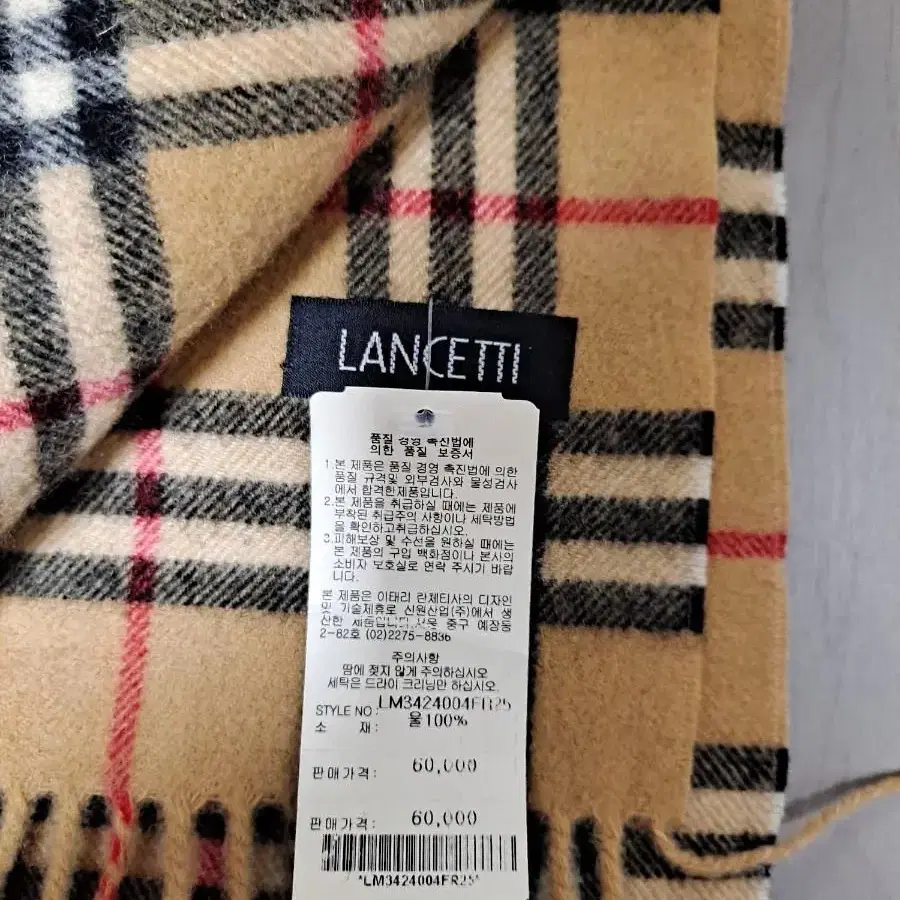 LANCETTI
품질 경영 촉진법에
의한 품질 보증서
1.본 제품은 품질 경영 촉진법에 의한
품질 규격및 외부검사와 물성검사
에서 합격한제품입니다.
2.본 제품을 취급하실 때에는 제품에
부착된 취급주의 사항이나 세탁방법
을 확인하고취급하십시오.
3.피해보상 및 수선을 원하실 때에는
본 제품의 구입 백화점이나 본사의
소비자 보호실로 연락 주시기 바랍
니다.
본 제품은 이태리 란체티사의 디자인
및 기술제휴로 신원산업(주)에서 생
산한 제품입니다.서울 중구 예장동
2-82호 (02)2275-8836
주의사항
땀에 젖지 않게 주의하십시오
세탁은 드라이 크리닝만 하십시오.
STYLE NO : LM3424004ER25
소 재 : 울100%
판매가격 : 60,000
판매가격 : 60,000
*LM3424004ER25*